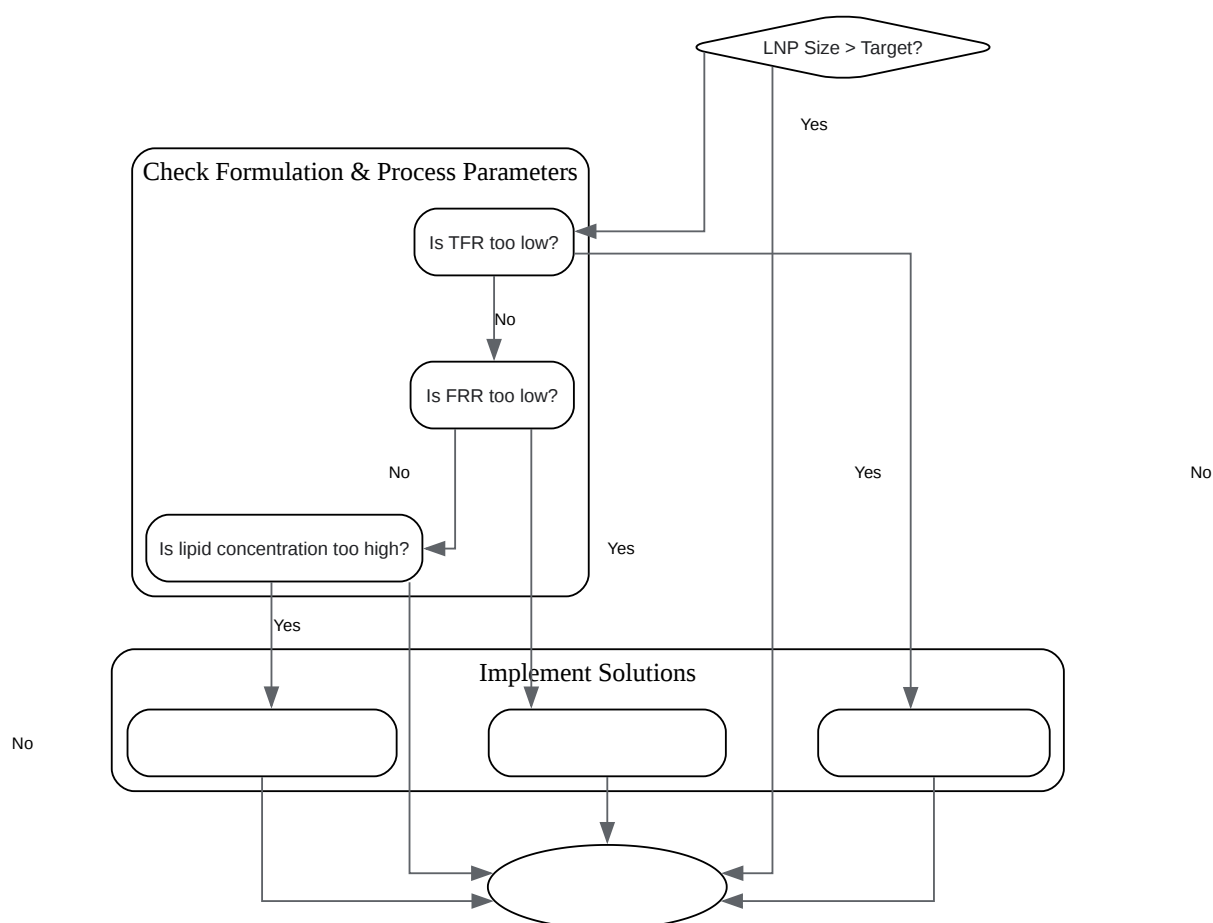 LNP Size > Target?
Yes
Check Formulation & Process Parameters
Is TFR too low?
No
Is FRR too low?
No
Yes
No
Is lipid concentration too high?
Yes
Yes
Implement Solutions
No